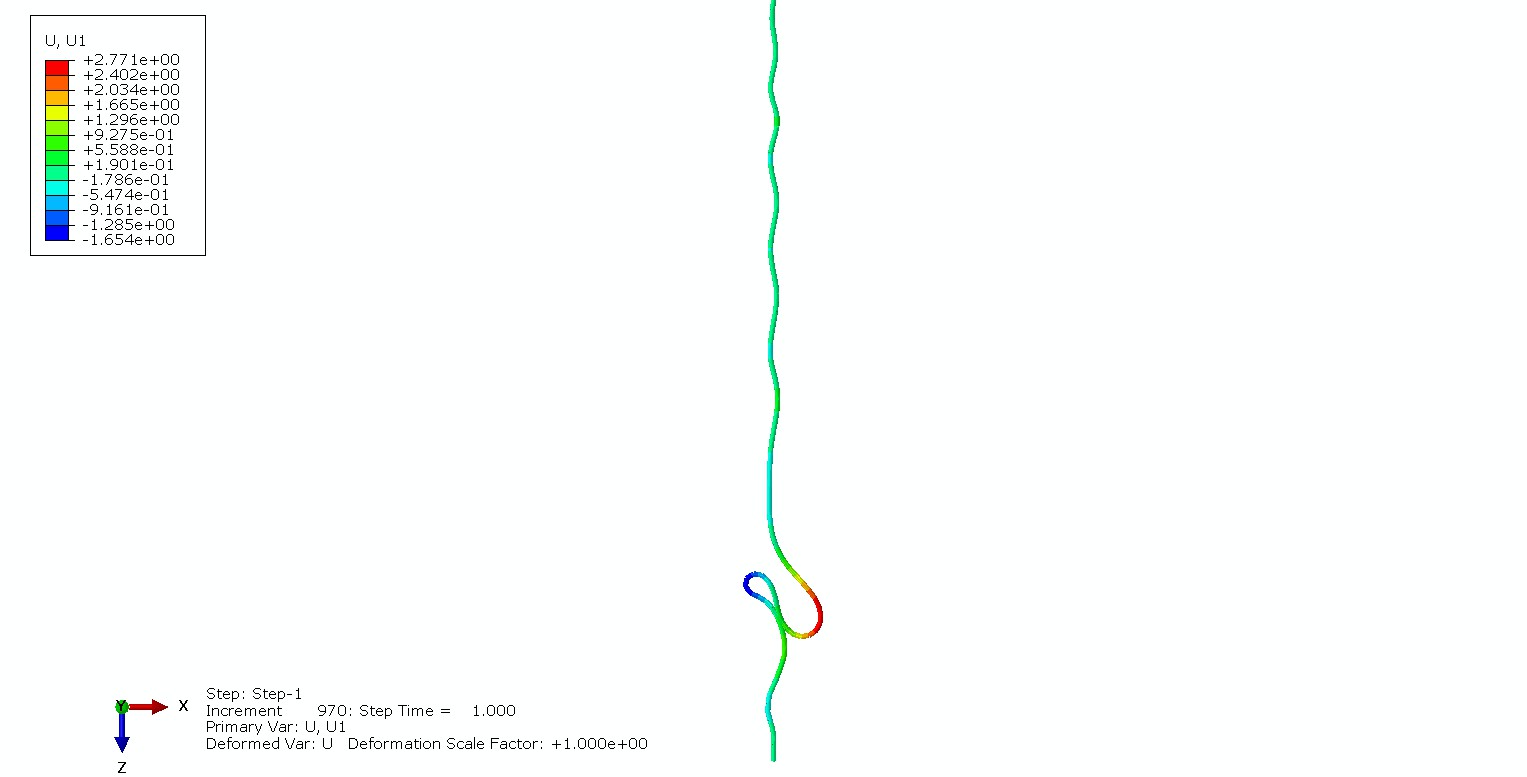 U, U1
+2.771e+00
+2.402e+00
+2.034e+00
+1.665e+00
+1.296e+00
+9.275e-01
+5.588e-01
+1.901e-01
-1.786e-01
-5.474e-01
-9.161e-01
-1.285e+00
-1.654e+00
Y X
Z
Step: Step-1
Increment 970: Step Time = 1.000
Primary Var: U, U1
Deformed Var: U Deformation Scale Factor: +1.000e+00